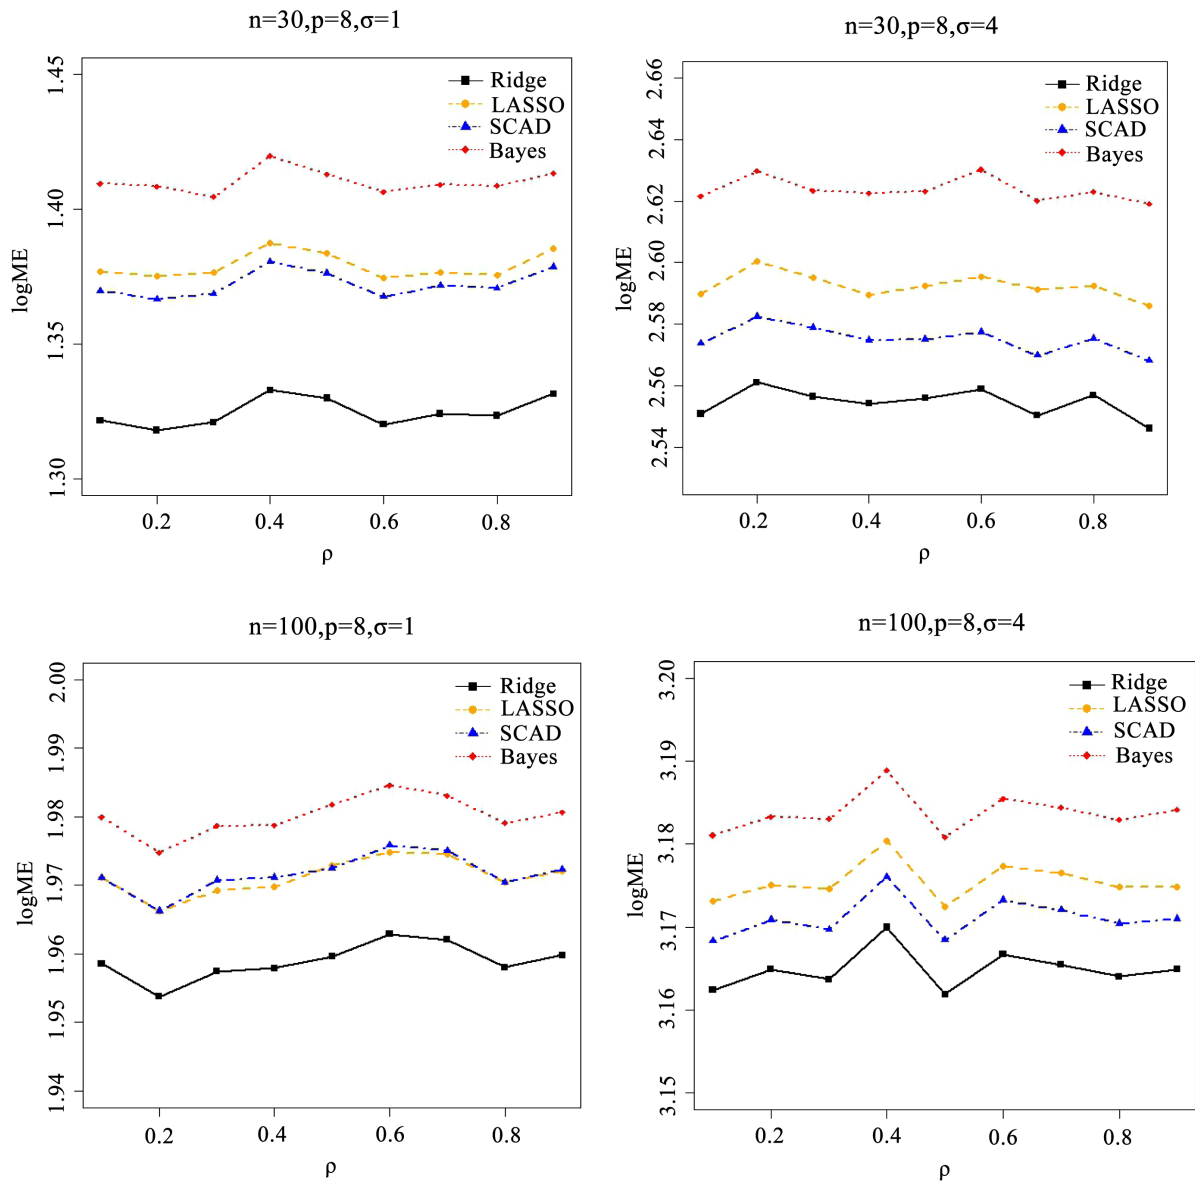 n=30,p=8,σ=1
Ridge
LASSO
SCAD
Bayes
logME
1.45
1.40
1.35
1.30
0.2 0.4 0.6 0.8
ρ
n=30,p=8,σ=4
Ridge
LASSO
SCAD
Bayes
logME
2.66
2.64
2.62
2.60
2.58
2.56
2.54
0.2 0.4 0.6 0.8
ρ
n=100,p=8,σ=1
Ridge
LASSO
SCAD
Bayes
logME
2.00
1.99
1.98
1.97
1.96
1.95
1.94
0.2 0.4 0.6 0.8
ρ
n=100,p=8,σ=4
Ridge
LASSO
SCAD
Bayes
logME
3.20
3.19
3.18
3.17
3.16
3.15
0.2 0.4 0.6 0.8
ρ